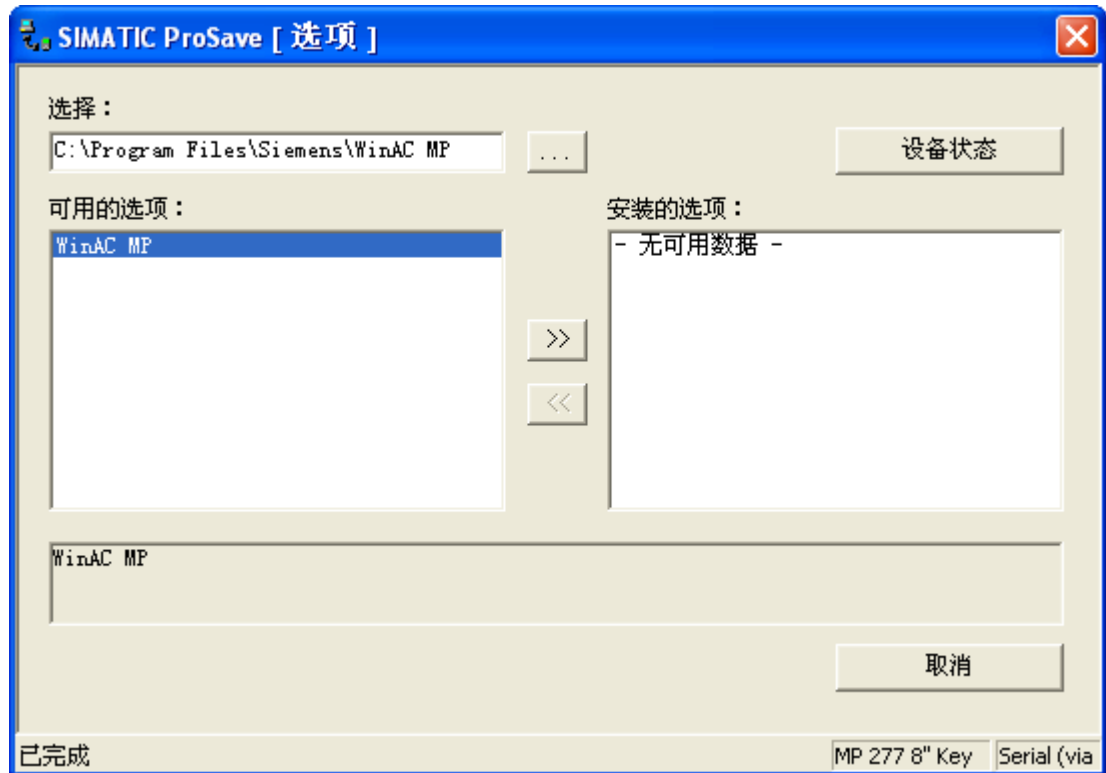 SIMATIC ProSave [ 选项 ]
选择：
C:\Program Files\Siemens\WinAC MP
...
设备状态
可用的选项：
安装的选项：
WinAC MP
- 无可用数据 -
>>
<<
WinAC MP
取消
已完成
MP 277 8" Key
Serial (via